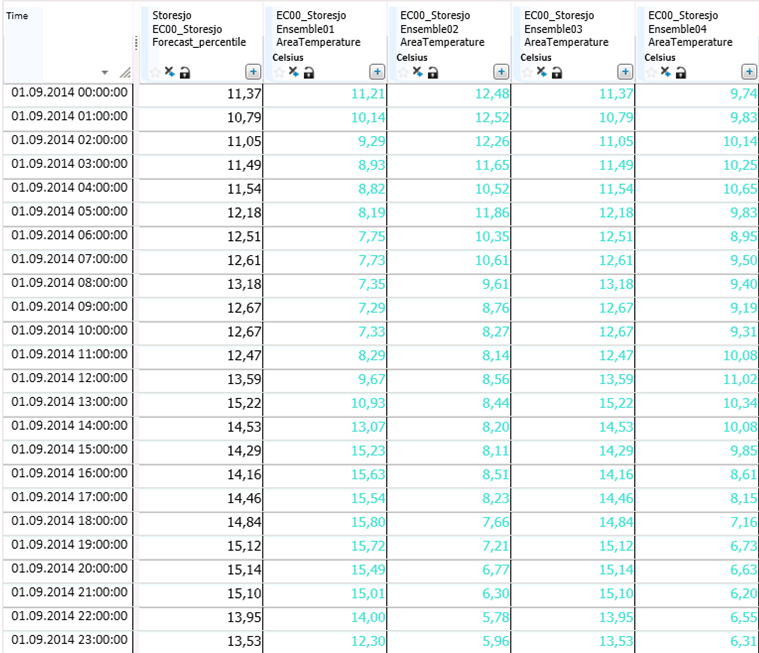 Time
Storesjo
EC00_Storesjo
Forecast_percentile
EC00_Storesjo
Ensemble01
AreaTemperature
Celsius
EC00_Storesjo
Ensemble02
AreaTemperature
Celsius
EC00_Storesjo
Ensemble03
AreaTemperature
Celsius
EC00_Storesjo
Ensemble04
AreaTemperature
Celsius
01.09.2014 00:00:00 11,37 11,21 12,48 11,37 9,74
01.09.2014 01:00:00 10,79 10,14 12,52 10,79 9,83
01.09.2014 02:00:00 11,05 9,29 12,26 11,05 10,14
01.09.2014 03:00:00 11,49 8,93 11,65 11,49 10,25
01.09.2014 04:00:00 11,54 8,82 10,52 11,54 10,65
01.09.2014 05:00:00 12,18 8,19 11,86 12,18 9,83
01.09.2014 06:00:00 12,51 7,75 10,35 12,51 8,95
01.09.2014 07:00:00 12,61 7,73 10,61 12,61 9,50
01.09.2014 08:00:00 13,18 7,35 9,61 13,18 9,40
01.09.2014 09:00:00 12,67 7,29 8,76 12,67 9,19
01.09.2014 10:00:00 12,67 7,33 8,27 12,67 9,31
01.09.2014 11:00:00 12,47 8,29 8,14 12,47 10,08
01.09.2014 12:00:00 13,59 9,67 8,56 13,59 11,02
01.09.2014 13:00:00 15,22 10,93 8,44 15,22 10,34
01.09.2014 14:00:00 14,53 13,07 8,20 14,53 10,08
01.09.2014 15:00:00 14,29 15,23 8,11 14,29 9,85
01.09.2014 16:00:00 14,16 15,63 8,51 14,16 8,61
01.09.2014 17:00:00 14,46 15,54 8,23 14,46 8,15
01.09.2014 18:00:00 14,84 15,80 7,66 14,84 7,16
01.09.2014 19:00:00 15,12 15,72 7,21 15,12 6,73
01.09.2014 20:00:00 15,14 15,49 6,77 15,14 6,63
01.09.2014 21:00:00 15,10 15,01 6,30 15,10 6,20
01.09.2014 22:00:00 13,95 14,00 5,78 13,95 6,55
01.09.2014 23:00:00 13,53 12,30 5,96 13,53 6,31